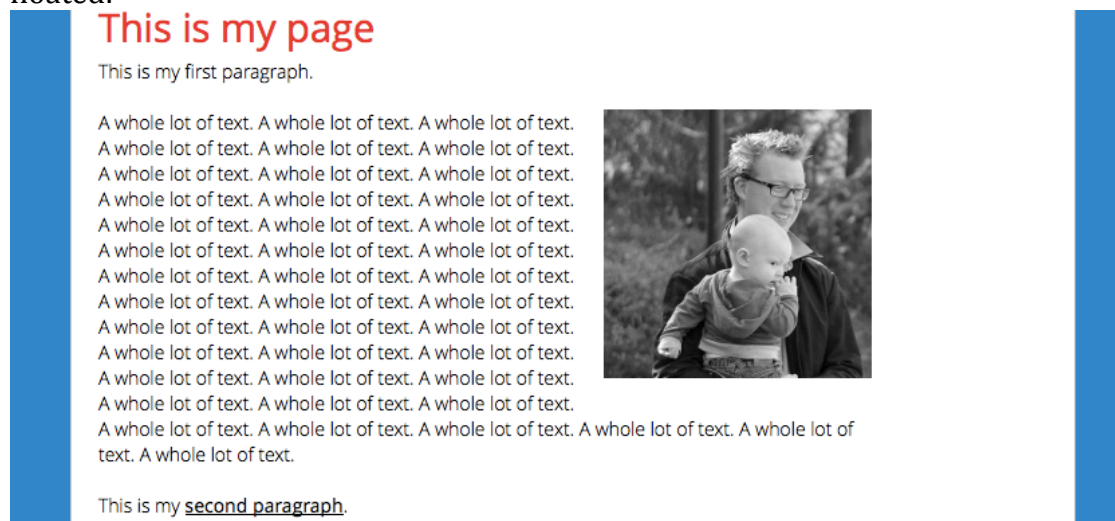 floated.
This is my page
This is my first paragraph.
A whole lot of text. A whole lot of text. A whole lot of text.
A whole lot of text. A whole lot of text. A whole lot of text.
A whole lot of text. A whole lot of text. A whole lot of text.
A whole lot of text. A whole lot of text. A whole lot of text.
A whole lot of text. A whole lot of text. A whole lot of text.
A whole lot of text. A whole lot of text. A whole lot of text.
A whole lot of text. A whole lot of text. A whole lot of text.
A whole lot of text. A whole lot of text. A whole lot of text.
A whole lot of text. A whole lot of text. A whole lot of text.
A whole lot of text. A whole lot of text. A whole lot of text.
A whole lot of text. A whole lot of text. A whole lot of text.
A whole lot of text. A whole lot of text. A whole lot of text.
A whole lot of text. A whole lot of text. A whole lot of text. A whole lot of text. A whole lot of
text. A whole lot of text.
This is my second paragraph.